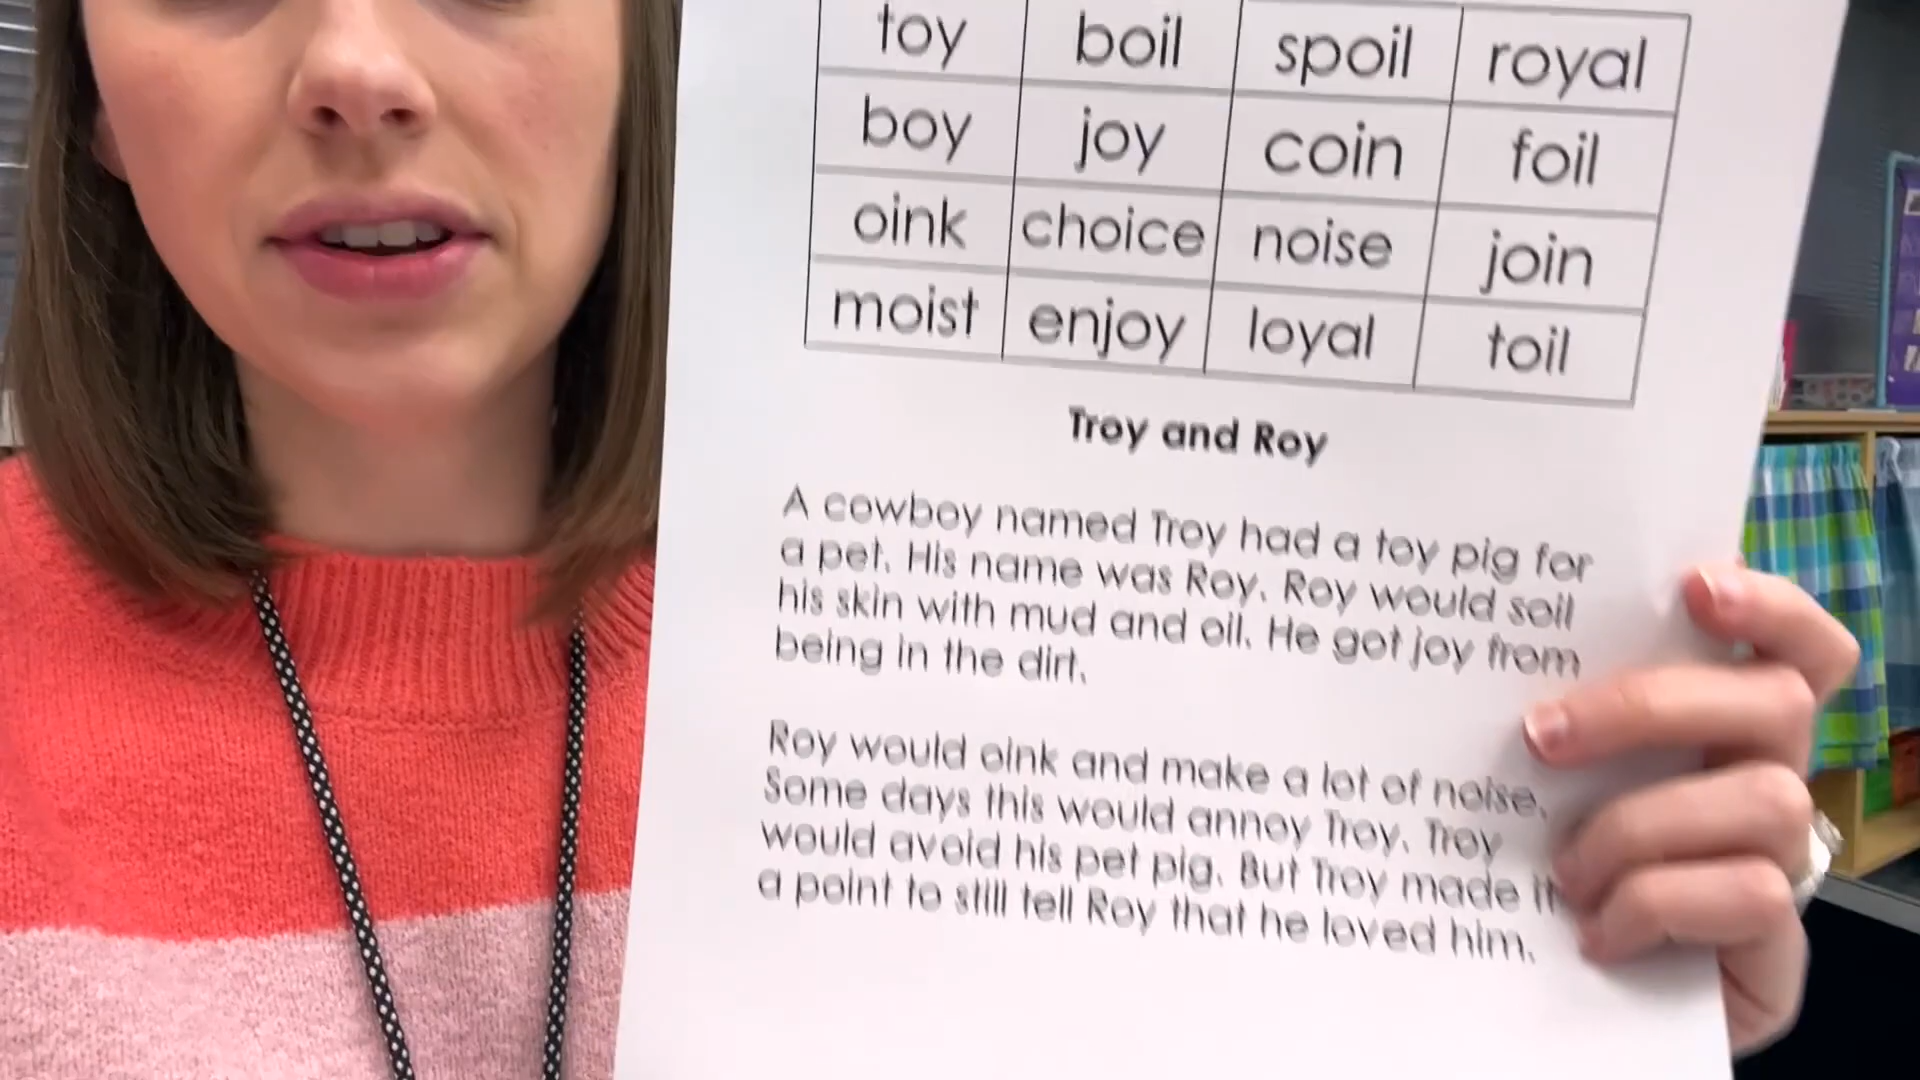 toy boil spoil royal
boy joy coin foil
oink choice noise join
moist enjoy loyal toil
Troy and Roy
A cowboy named Troy had a toy pig for
a pet. His name was Roy. Roy would soil
his skin with mud and oil. He got joy from
being in the dirt.
Roy would oink and make a lot of noise.
Some days this would annoy Troy. Troy
would avoid his pet pig. But Troy made it
a point to still tell Roy that he loved him.